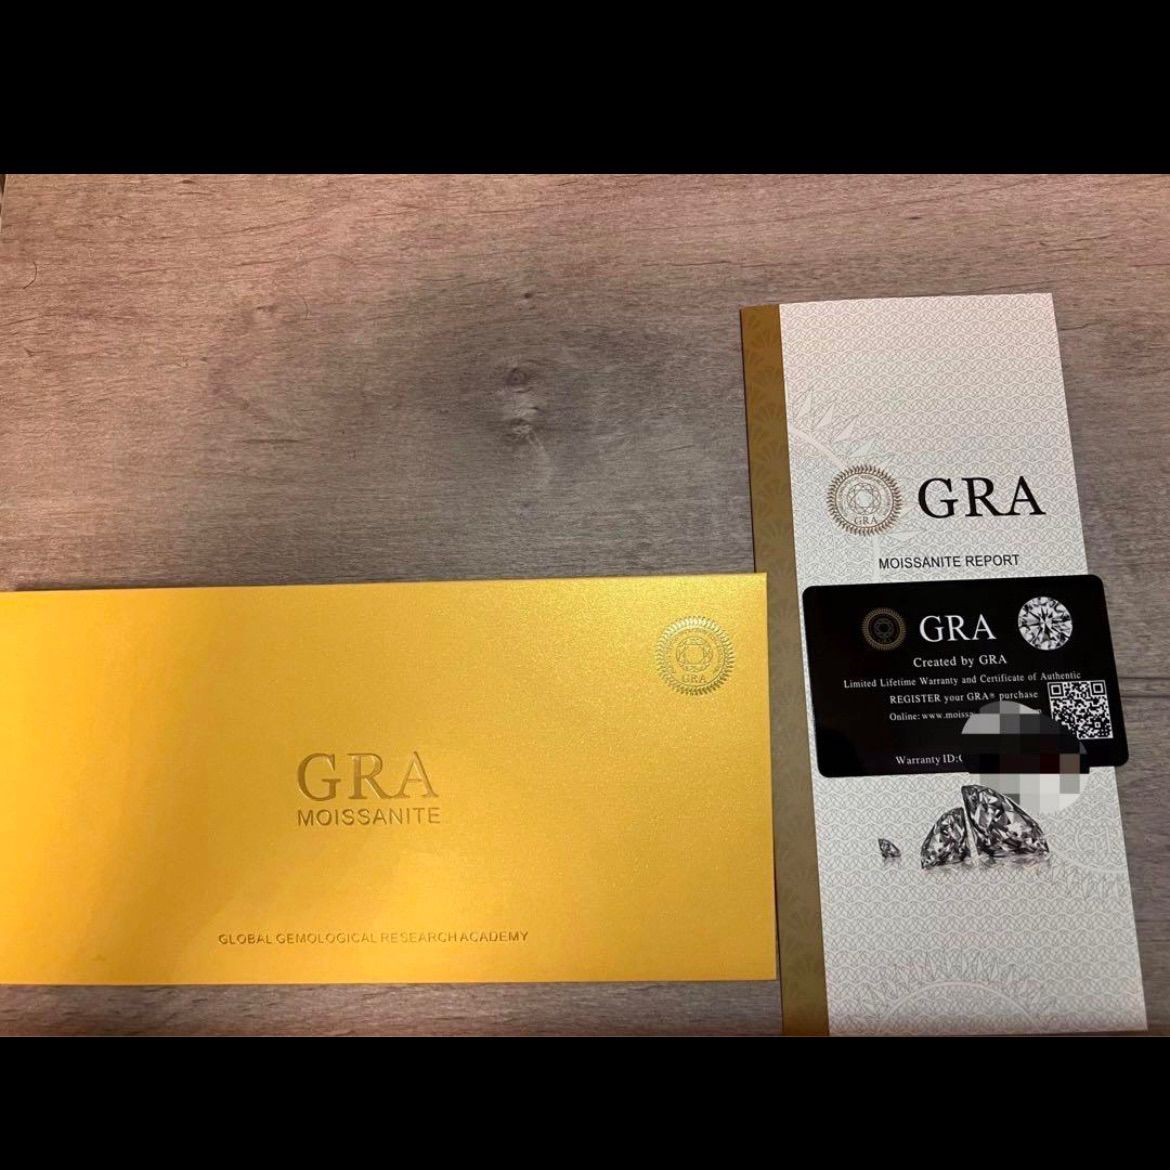 GRA
MOISSANITE
GLOBAL GEMOLOGICAL RESEARCH ACADEMY
GRA
GRA
GRA
MOISSANITE REPORT
GRA
Created by GRA
Limited Lifetime Warranty and Certificate of Authentic
REGISTER your GRA® purchase
Online: www.moiss
Warranty ID: